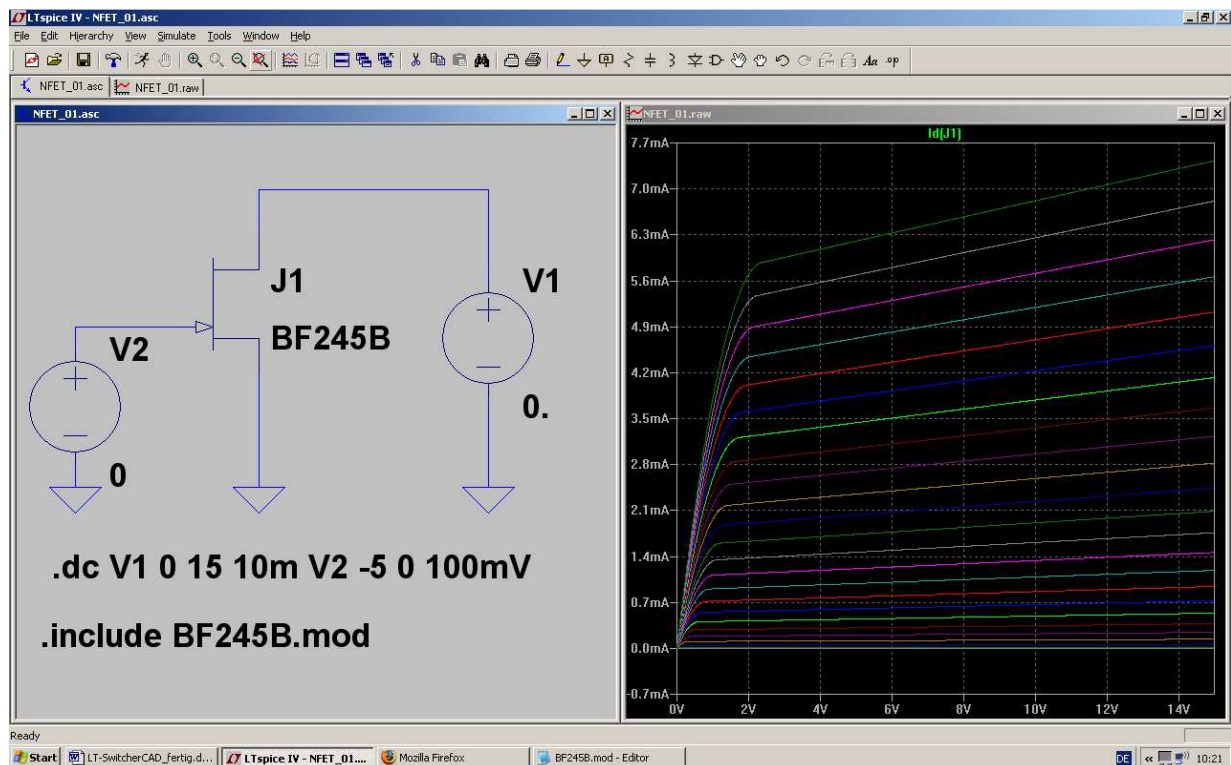 LTspice IV - NFET_01.asc
File Edit Hierarchy View Simulate Tools Window Help
Aa .op
NFET_01.asc NFET_01.raw
NFET_01.asc
J1
BF245B
V1
0.
V2
0
.dc V1 0 15 10m V2 -5 0 100mV
.include BF245B.mod
NFET_01.raw
Id(J1)
7.7mA
7.0mA
6.3mA
5.6mA
4.9mA
4.2mA
3.5mA
2.8mA
2.1mA
1.4mA
0.7mA
0.0mA
-0.7mA
0V 2V 4V 6V 8V 10V 12V 14V
Ready
Start LT-SwitcherCAD_fertig.d... LTspice IV - NFET_01.... Mozilla Firefox BF245B.mod - Editor DE « 10:21